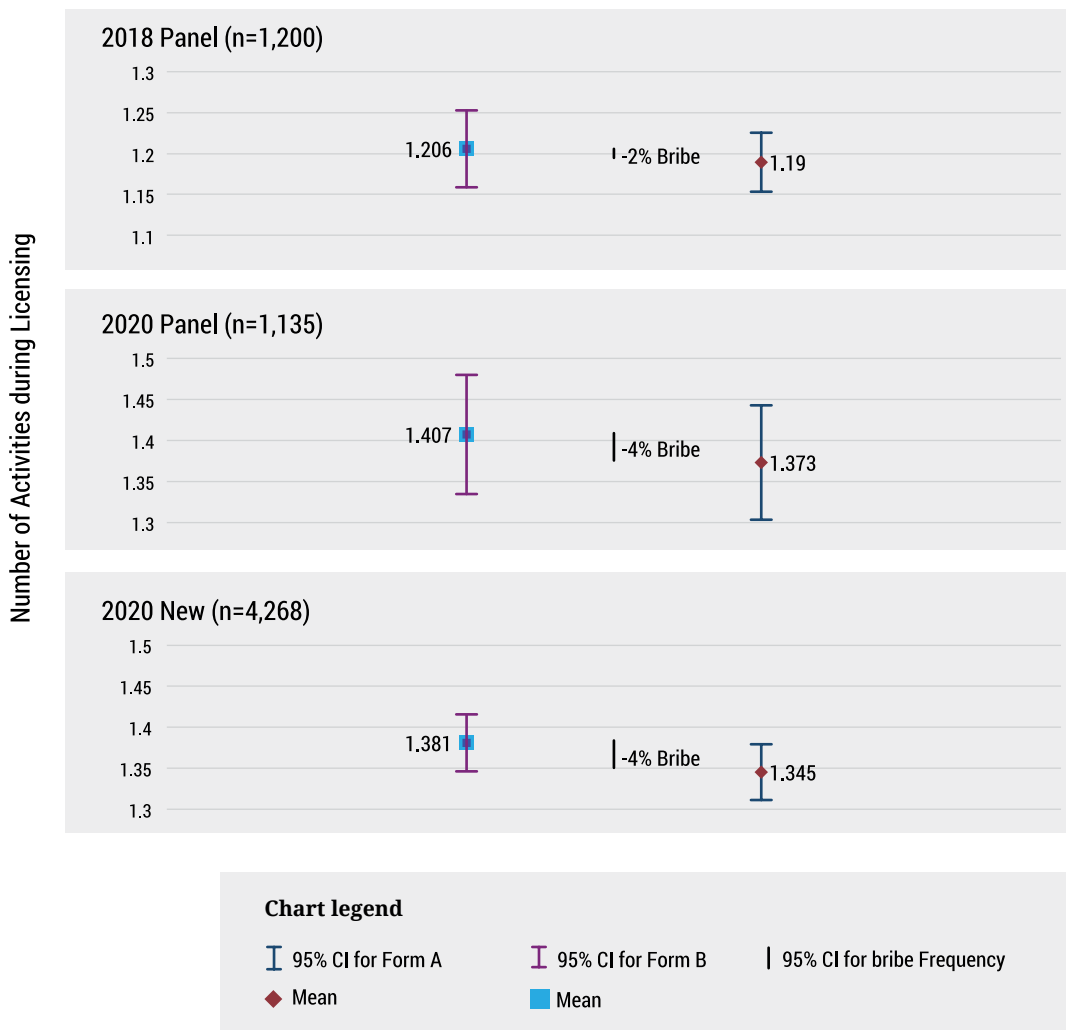 Number of Activities during Licensing
2018 Panel (n=1,200)
1.3
1.25
1.2
1.15
1.1
1.206
-2% Bribe
1.19
2020 Panel (n=1,135)
1.5
1.45
1.4
1.35
1.3
1.407
-4% Bribe
1.373
2020 New (n=4,268)
1.5
1.45
1.4
1.35
1.3
1.381
-4% Bribe
1.345
Chart legend
95% CI for Form A
95% CI for Form B
95% CI for bribe Frequency
Mean
Mean